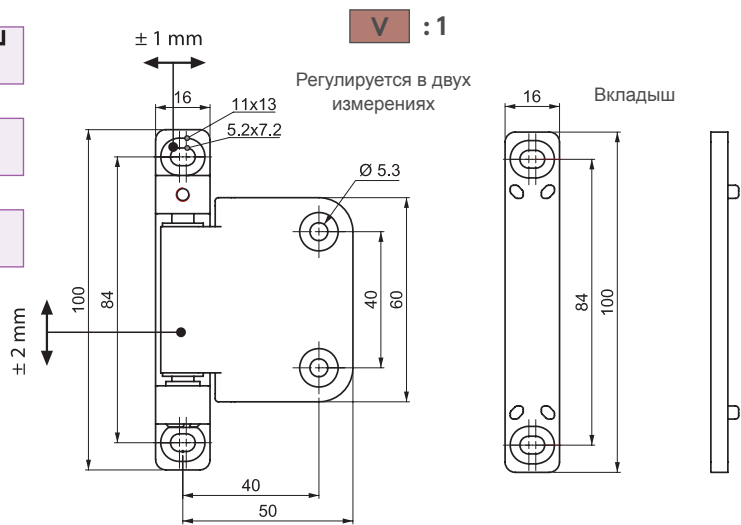 V : 1
± 1 mm
Регулируется в двух
измерениях
Вкладыш
16
11x13
5.2x7.2
Ø 5.3
16
100
84
40
60
84
100
± 2 mm
40
50